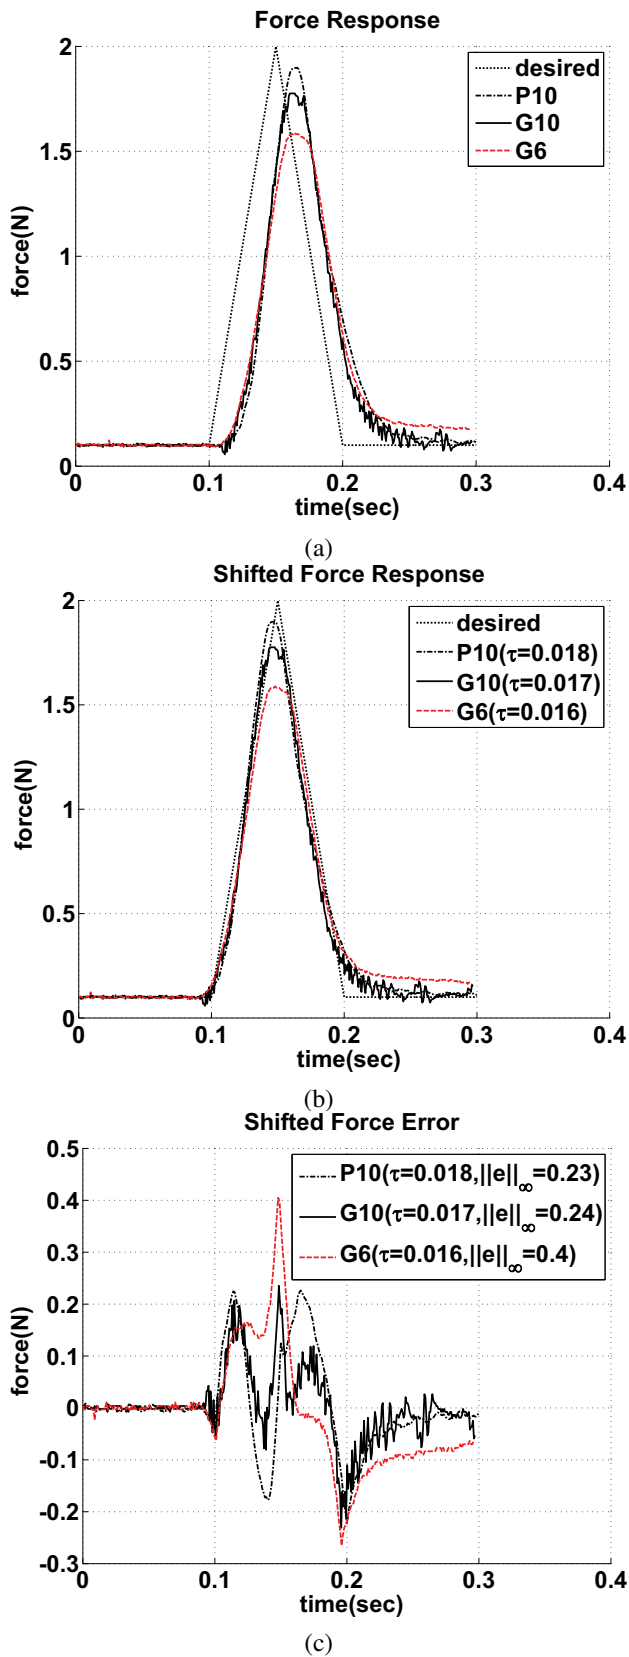 Force Response
2
1.5
1
0.5
0
force(N)
desired
P10
G10
G6
0
0.1
0.2
0.3
0.4
time(sec)
(a)
Shifted Force Response
2
1.5
1
0.5
0
force(N)
desired
P10(τ=0.018)
G10(τ=0.017)
G6(τ=0.016)
0
0.1
0.2
0.3
0.4
time(sec)
(b)
Shifted Force Error
0.5
0.4
0.3
0.2
0.1
0
-0.1
-0.2
-0.3
force(N)
P10(τ=0.018,||e||∞=0.23)
G10(τ=0.017,||e||∞=0.24)
G6(τ=0.016,||e||∞=0.4)
0
0.1
0.2
0.3
0.4
time(sec)
(c)